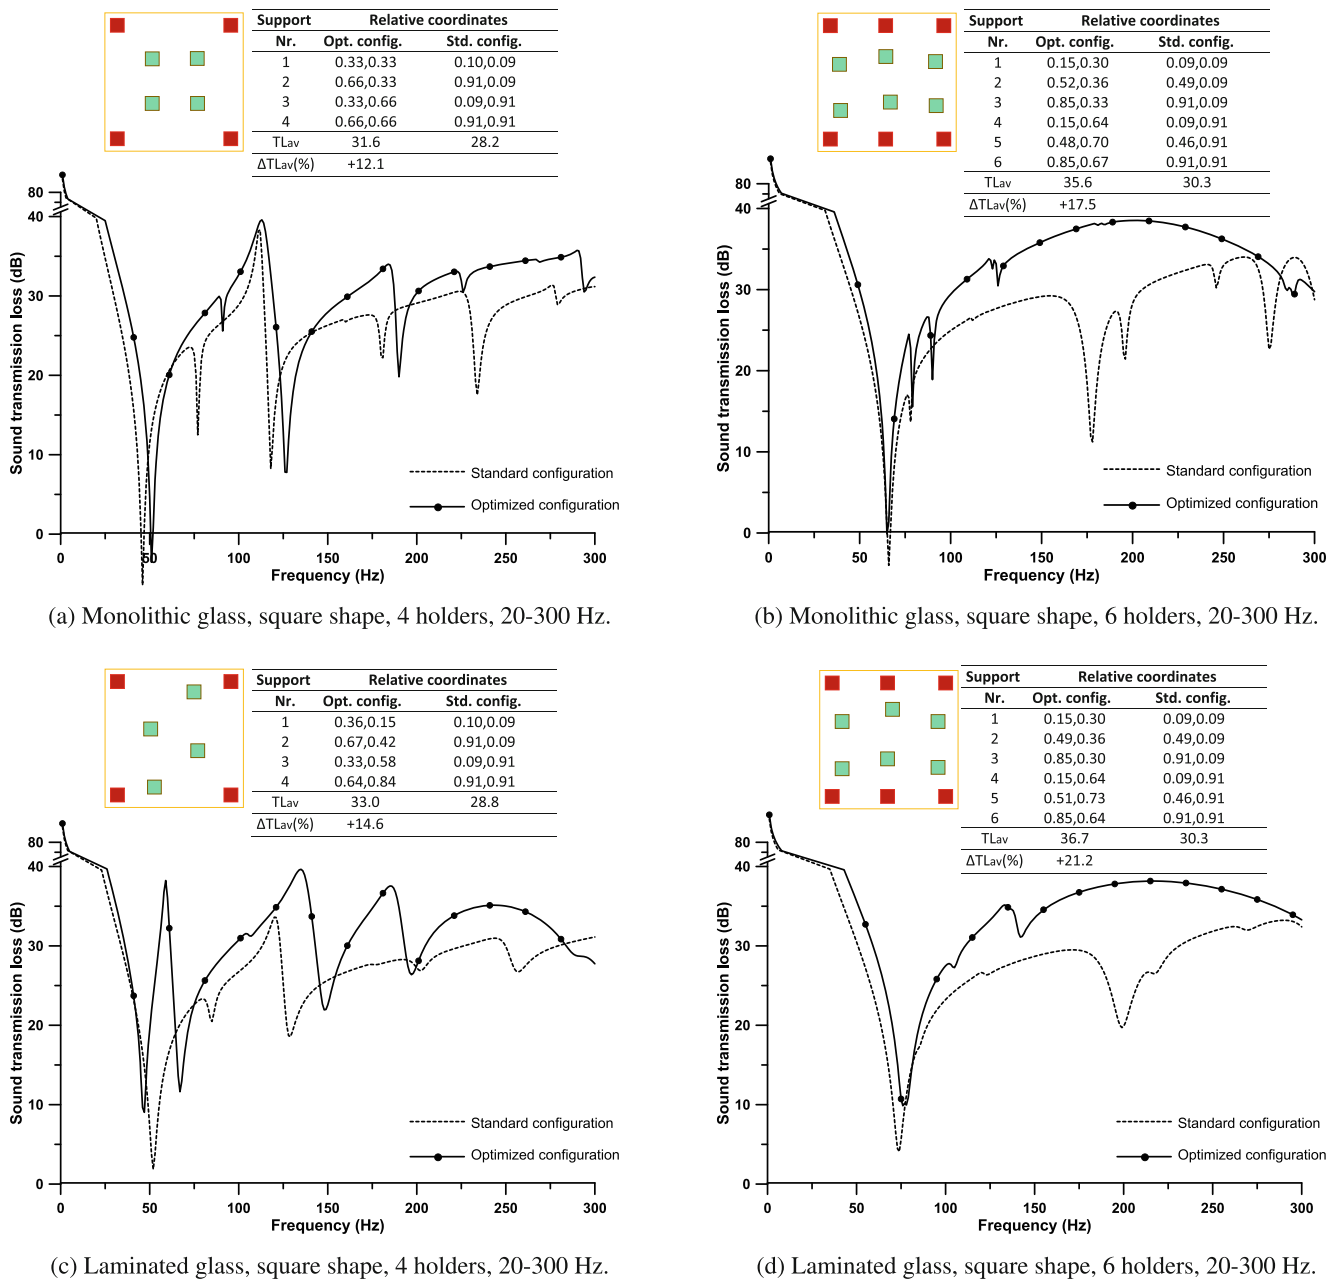 Support Relative coordinates
Nr. Opt. config. Std. config.
1 0.33,0.33 0.10,0.09
2 0.66,0.33 0.91,0.09
3 0.33,0.66 0.09,0.91
4 0.66,0.66 0.91,0.91
TLav 31.6 28.2
ΔTLav(%) +12.1
80
40
30
20
10
0
Sound transmission loss (dB)
Standard configuration
Optimized configuration
0 50 100 150 200 250 300
Frequency (Hz)
(a) Monolithic glass, square shape, 4 holders, 20-300 Hz.
Support Relative coordinates
Nr. Opt. config. Std. config.
1 0.15,0.30 0.09,0.09
2 0.52,0.36 0.49,0.09
3 0.85,0.33 0.91,0.09
4 0.15,0.64 0.09,0.91
5 0.48,0.70 0.46,0.91
6 0.85,0.67 0.91,0.91
TLav 35.6 30.3
ΔTLav(%) +17.5
80
40
30
20
10
0
Sound transmission loss (dB)
Standard configuration
Optimized configuration
0 50 100 150 200 250 300
Frequency (Hz)
(b) Monolithic glass, square shape, 6 holders, 20-300 Hz.
Support Relative coordinates
Nr. Opt. config. Std. config.
1 0.36,0.15 0.10,0.09
2 0.67,0.42 0.91,0.09
3 0.33,0.58 0.09,0.91
4 0.64,0.84 0.91,0.91
TLav 33.0 28.8
ΔTLav(%) +14.6
80
40
30
20
10
0
Sound transmission loss (dB)
Standard configuration
Optimized configuration
0 50 100 150 200 250 300
Frequency (Hz)
(c) Laminated glass, square shape, 4 holders, 20-300 Hz.
Support Relative coordinates
Nr. Opt. config. Std. config.
1 0.15,0.30 0.09,0.09
2 0.49,0.36 0.49,0.09
3 0.85,0.30 0.91,0.09
4 0.15,0.64 0.09,0.91
5 0.51,0.73 0.46,0.91
6 0.85,0.64 0.91,0.91
TLav 36.7 30.3
ΔTLav(%) +21.2
80
40
30
20
10
0
Sound transmission loss (dB)
Standard configuration
Optimized configuration
0 50 100 150 200 250 300
Frequency (Hz)
(d) Laminated glass, square shape, 6 holders, 20-300 Hz.